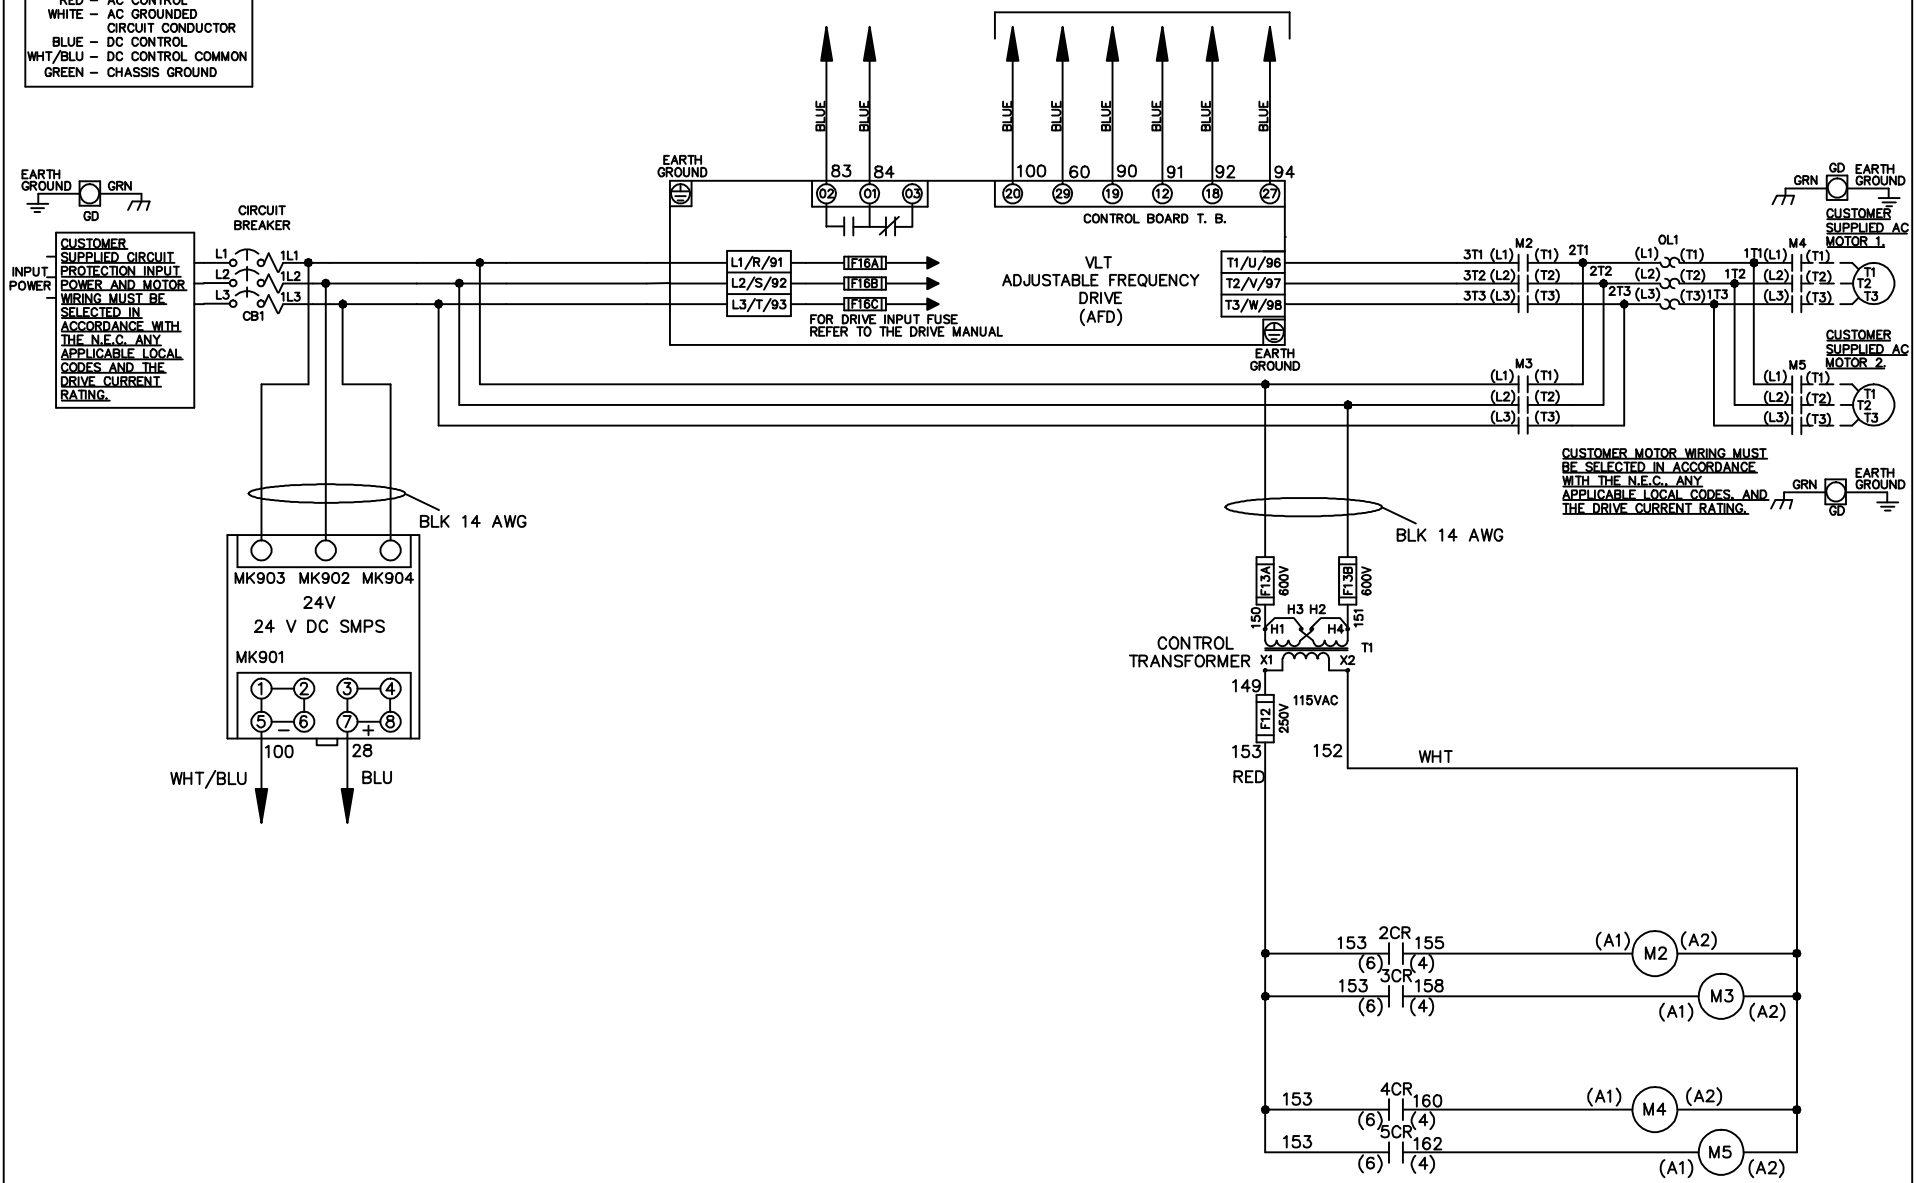 RED – AC CONTROL
WHITE – AC GROUNDED
CIRCUIT CONDUCTOR
BLUE – DC CONTROL
WHT/BLU – DC CONTROL COMMON
GREEN – CHASSIS GROUND
BLUE
BLUE
BLUE
BLUE
BLUE
BLUE
BLUE
BLUE
EARTH
GROUND
83
84
100
60
90
91
92
94
02
01
03
20
29
19
12
18
27
CONTROL BOARD T. B.
EARTH
GROUND
GRN
GD
CIRCUIT
BREAKER
INPUT
POWER
CUSTOMER
SUPPLIED CIRCUIT
PROTECTION INPUT
POWER AND MOTOR
WIRING MUST BE
SELECTED IN
ACCORDANCE WITH
THE N.E.C. ANY
APPLICABLE LOCAL
CODES AND THE
DRIVE CURRENT
RATING.
L1
1L1
L2
1L2
L3
1L3
CB1
L1/R/91
L2/S/92
L3/T/93
F16A
F16B
F16C
FOR DRIVE INPUT FUSE
REFER TO THE DRIVE MANUAL
VLT
ADJUSTABLE FREQUENCY
DRIVE
(AFD)
T1/U/96
T2/V/97
T3/W/98
EARTH
GROUND
M2
3T1 (L1) (T1) 2T1
3T2 (L2) (T2) 2T2
3T3 (L3) (T3) 2T3
OL1
(L1) (T1) 1T1
(L2) (T2) 1T2
(L3) (T3) 1T3
M4
(L1) (T1)
(L2) (T2)
(L3) (T3)
T1
T2
T3
GD
GRN
EARTH
GROUND
CUSTOMER
SUPPLIED AC
MOTOR 1.
CUSTOMER
SUPPLIED AC
MOTOR 2.
M3
(L1) (T1)
(L2) (T2)
(L3) (T3)
M5
(L1) (T1)
(L2) (T2)
(L3) (T3)
T1
T2
T3
CUSTOMER MOTOR WIRING MUST
BE SELECTED IN ACCORDANCE
WITH THE N.E.C., ANY
APPLICABLE LOCAL CODES, AND
THE DRIVE CURRENT RATING.
GRN
GD
EARTH
GROUND
BLK 14 AWG
BLK 14 AWG
MK903 MK902 MK904
24V
24 V DC SMPS
MK901
1 2 3 4
5 6 7 8
– +
100
28
WHT/BLU
BLU
F13A
600V
F13B
600V
150
151
H3 H2
H1
H4
T1
CONTROL
TRANSFORMER
X1
X2
149
115VAC
F12
250V
153
152
RED
WHT
2CR
153 155
(6) (4)
(A1) M2 (A2)
3CR
153 158
(6) (4)
(A1) M3 (A2)
4CR
153 160
(6) (4)
(A1) M4 (A2)
5CR
153 162
(6) (4)
(A1) M5 (A2)